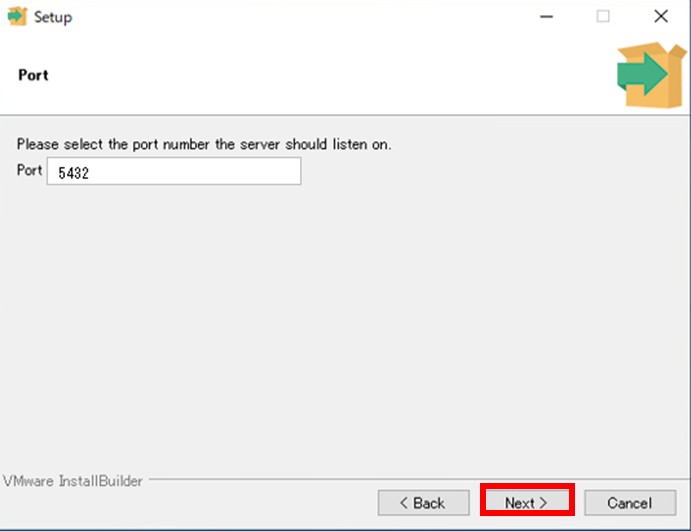 Setup
Port
Please select the port number the server should listen on.
Port 5432
VMware InstallBuilder
< Back Next > Cancel